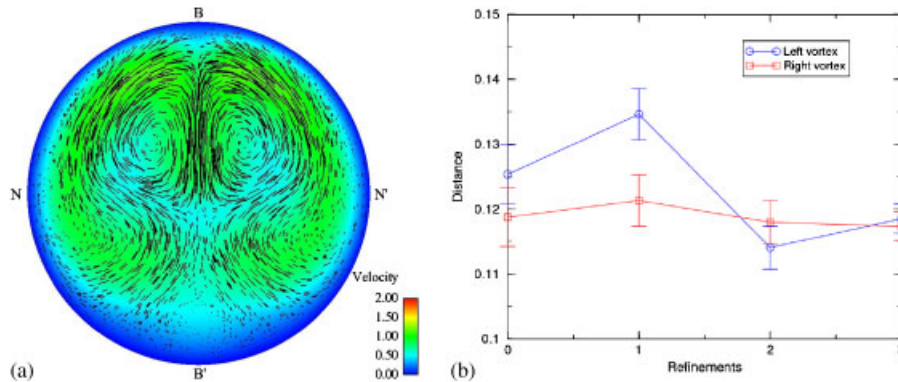 B
N
N'
B'
Velocity
2.00
1.50
1.00
0.50
0.00
(a)
0.15
0.14
0.13
0.12
0.11
0.1
Distance
Left vortex
Right vortex
0
1
2
3
Refinements
(b)